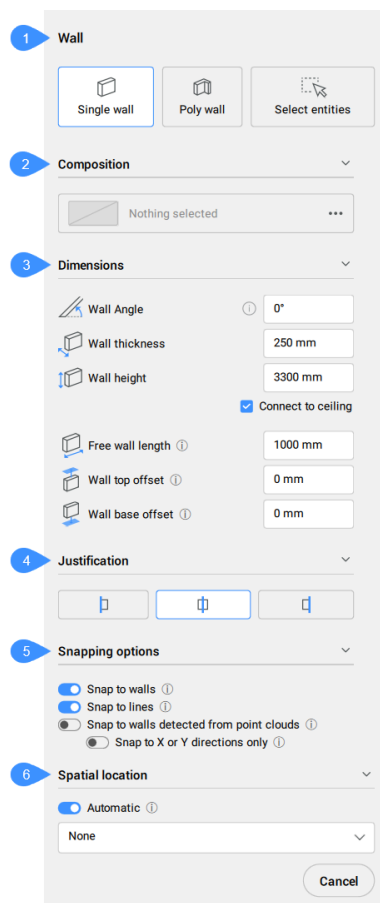 1 Wall
Single wall Poly wall Select entities
2 Composition
Nothing selected •••
3 Dimensions
Wall Angle ⓘ 0°
Wall thickness 250 mm
Wall height 3300 mm
Connect to ceiling
Free wall length ⓘ 1000 mm
Wall top offset ⓘ 0 mm
Wall base offset ⓘ 0 mm
4 Justification
5 Snapping options
Snap to walls ⓘ
Snap to lines ⓘ
Snap to walls detected from point clouds ⓘ
Snap to X or Y directions only ⓘ
6 Spatial location
Automatic ⓘ
None
Cancel